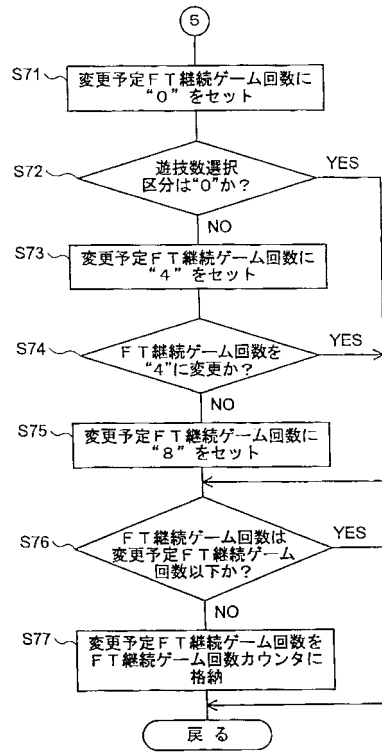 5
S71
変更予定FT継続ゲーム回数に
“0”をセット
S72
遊技数選択
区分は“0”か?
YES
NO
S73
変更予定FT継続ゲーム回数に
“4”をセット
S74
FT継続ゲーム回数を
“4”に変更か?
YES
NO
S75
変更予定FT継続ゲーム回数に
“8”をセット
S76
FT継続ゲーム回数は
変更予定FT継続ゲーム
回数以下か?
YES
NO
S77
変更予定FT継続ゲーム回数を
FT継続ゲーム回数カウンタに
格納
戻る